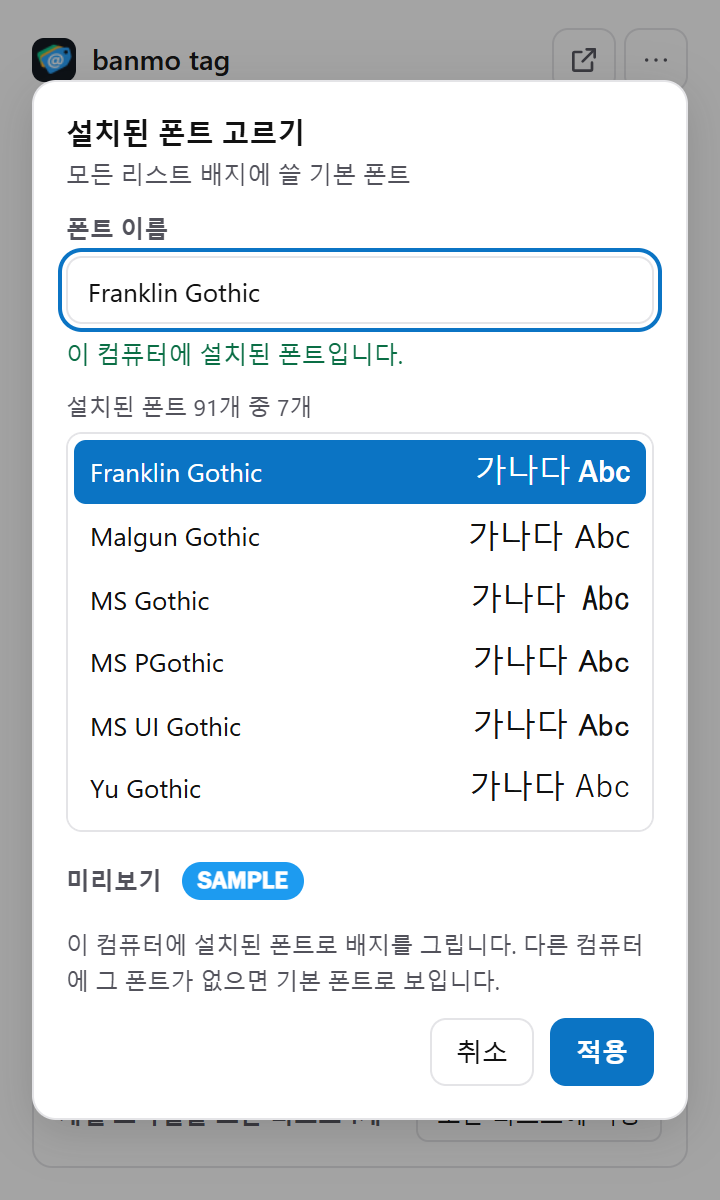 banmo tag
설치된 폰트 고르기
모든 리스트 배지에 쓸 기본 폰트
폰트 이름
Franklin Gothic
이 컴퓨터에 설치된 폰트입니다.
설치된 폰트 91개 중 7개
Franklin Gothic 가나다 Abc
Malgun Gothic 가나다 Abc
MS Gothic 가나다 Abc
MS PGothic 가나다 Abc
MS UI Gothic 가나다 Abc
Yu Gothic 가나다 Abc
미리보기 SAMPLE
이 컴퓨터에 설치된 폰트로 배지를 그립니다. 다른 컴퓨터
에 그 폰트가 없으면 기본 폰트로 보입니다.
취소 적용